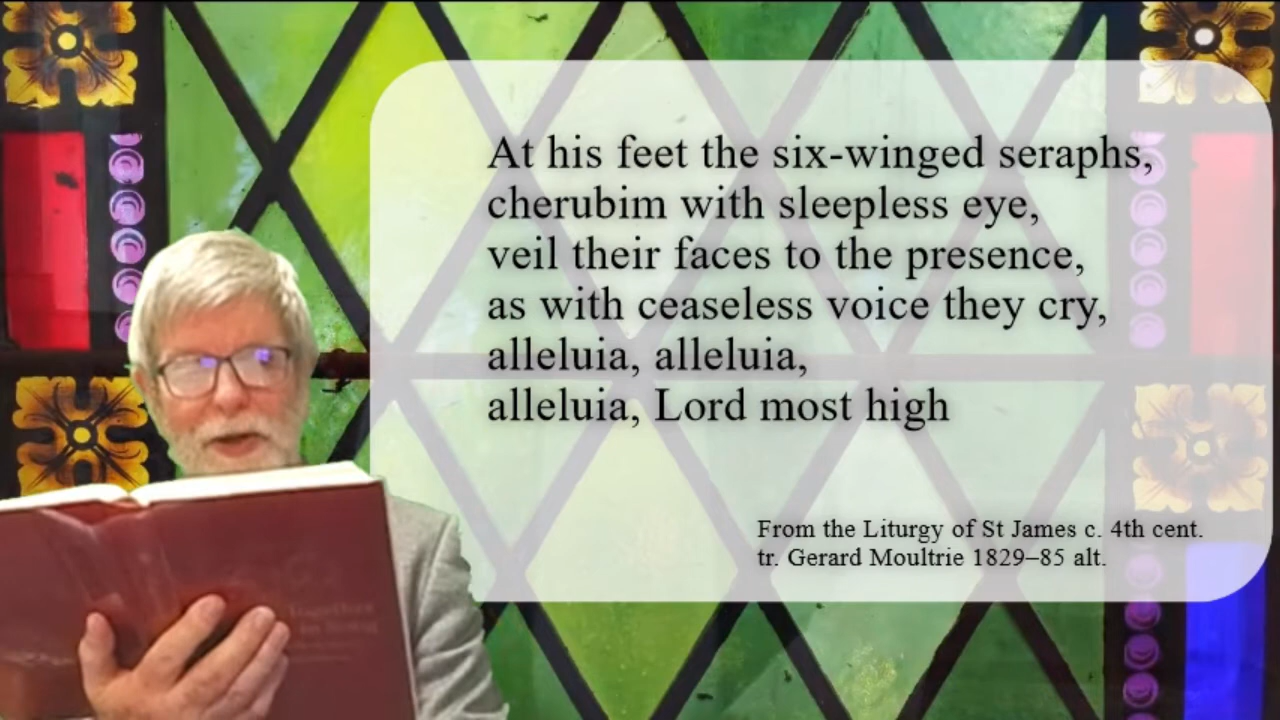 At his feet the six-winged seraphs,
cherubim with sleepless eye,
veil their faces to the presence,
as with ceaseless voice they cry,
alleluia, alleluia,
alleluia, Lord most high
From the Liturgy of St James c. 4th cent.
tr. Gerard Moultrie 1829–85 alt.